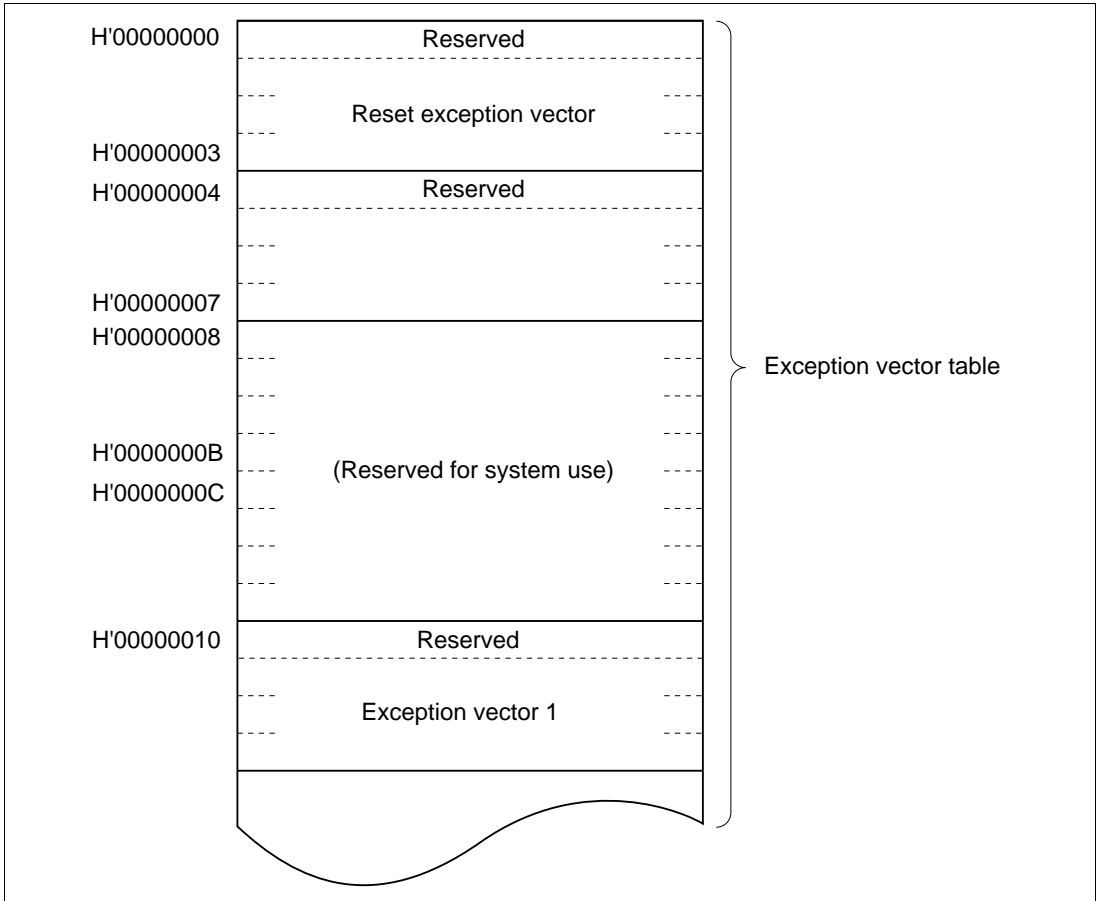 H'00000000
Reserved
Reset exception vector
H'00000003
H'00000004
Reserved
H'00000007
H'00000008
Exception vector table
H'0000000B
(Reserved for system use)
H'0000000C
H'00000010
Reserved
Exception vector 1